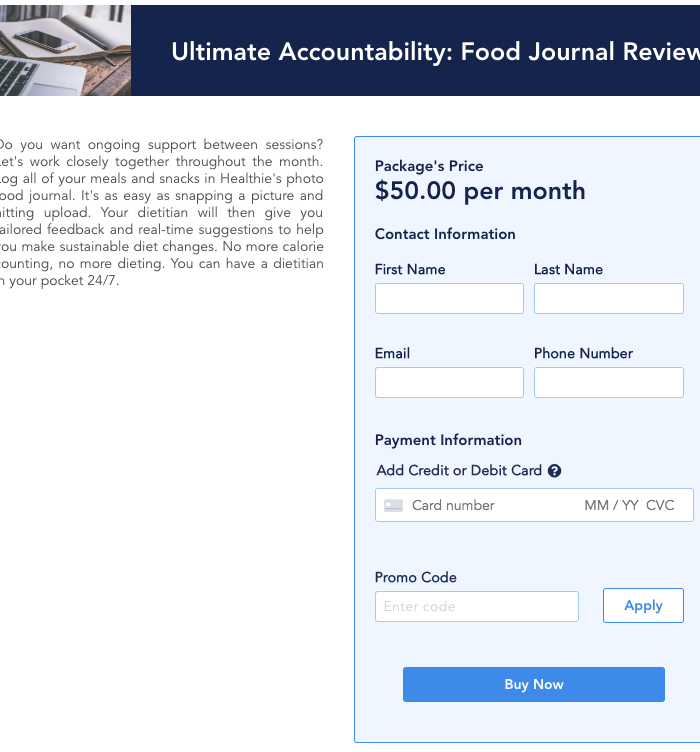 Ultimate Accountability: Food Journal Review
Do you want ongoing support between sessions?
Let's work closely together throughout the month.
Log all of your meals and snacks in Healthie's photo
food journal. It's as easy as snapping a picture and
hitting upload. Your dietitian will then give you
tailored feedback and real-time suggestions to help
you make sustainable diet changes. No more calorie
counting, no more dieting. You can have a dietitian
in your pocket 24/7.
Package's Price
$50.00 per month
Contact Information
First Name Last Name
Email Phone Number
Payment Information
Add Credit or Debit Card ?
Card number MM / YY CVC
Promo Code
Enter code Apply
Buy Now